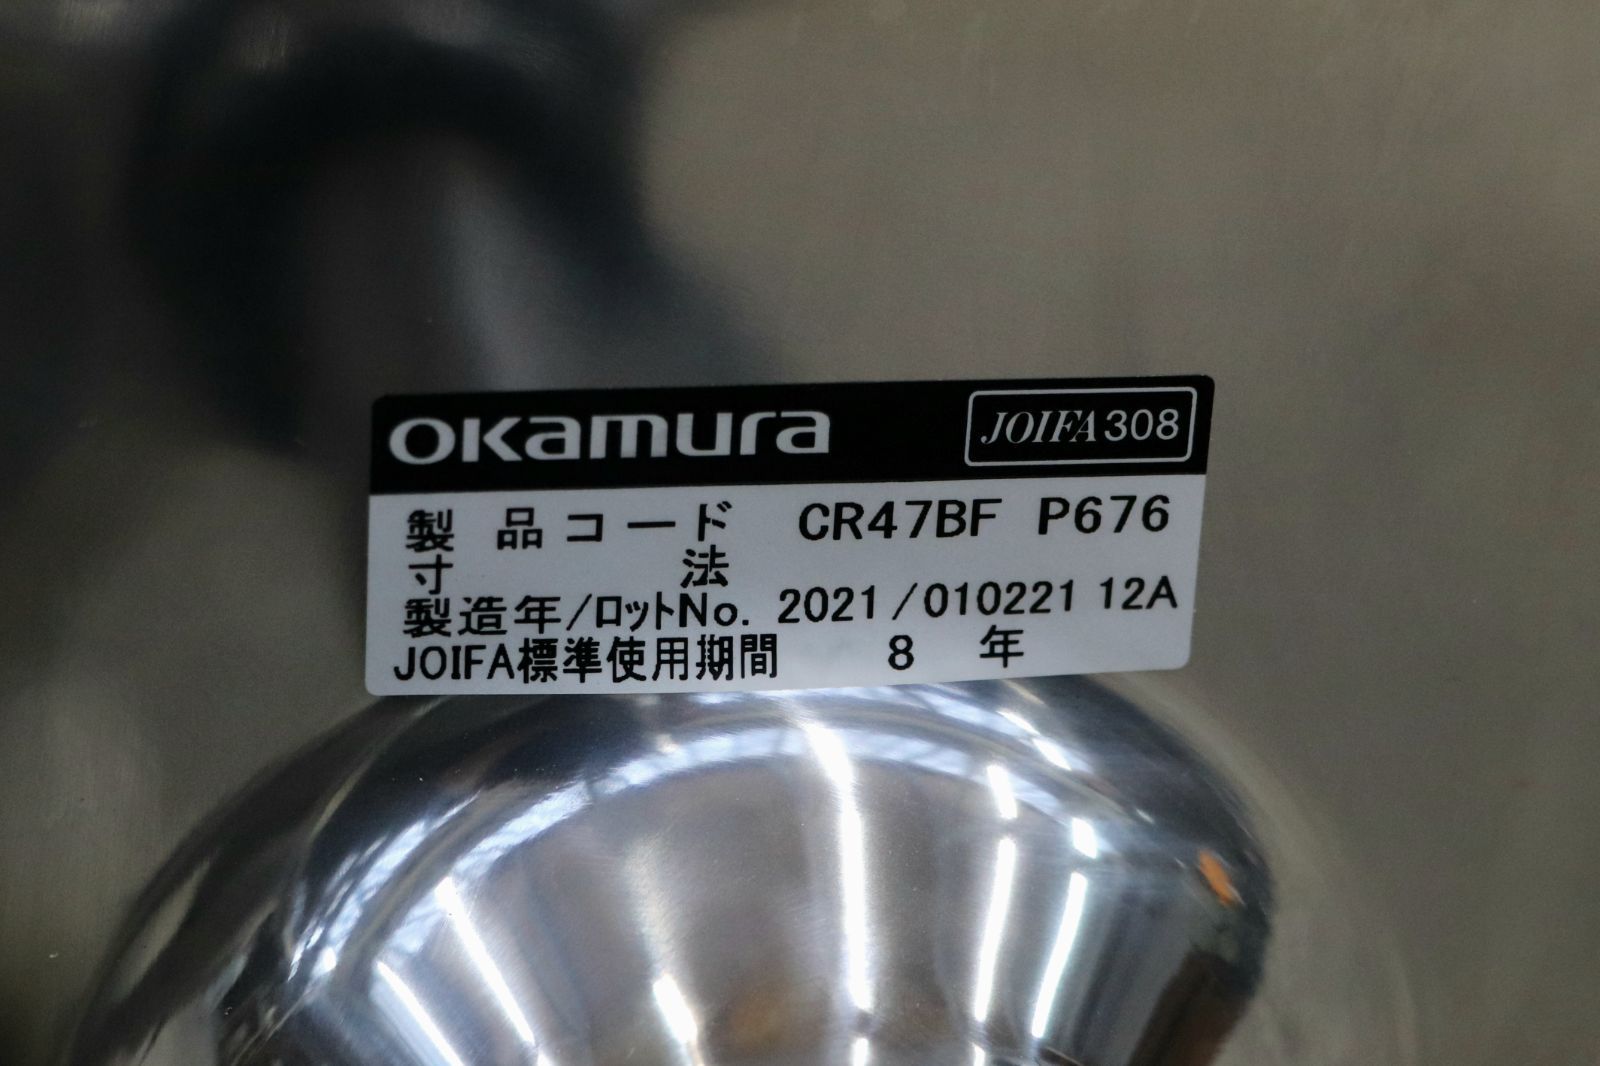 okamura JOIFA308
製品コード CR47BF P676
寸法
製造年/ロットNo. 2021/010221 12A
JOIFA標準使用期間 8 年